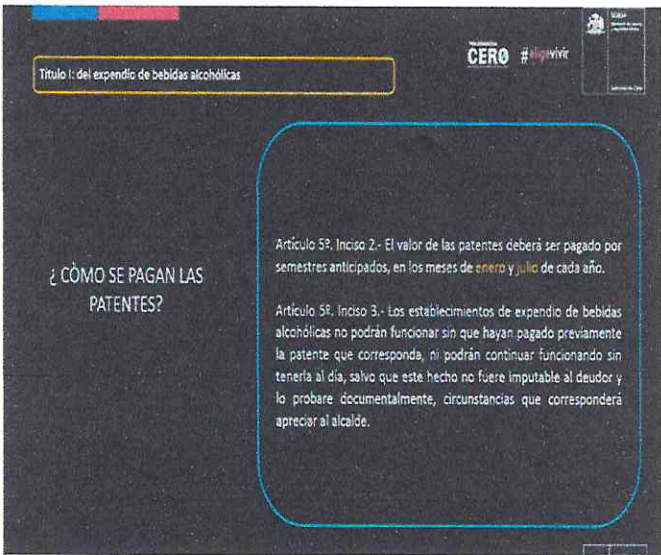 Título I: del expendio de bebidas alcohólicas
CERO #eligevivir
¿ CÒMO SE PAGAN LAS
PATENTES?
Artículo 5º. Inciso 2.- El valor de las patentes deberá ser pagado por
semestres anticipados, en los meses de enero y julio de cada año.
Artículo 5º. Inciso 3.- Los establecimientos de expendio de bebidas
alcohólicas no podrán funcionar sin que hayan pagado previamente
la patente que corresponda, ni podrán continuar funcionando sin
tenerla al día, salvo que este hecho no fuere imputable al deudor y
lo probare documentalmente, circunstancias que corresponderá
apreciar al alcalde.